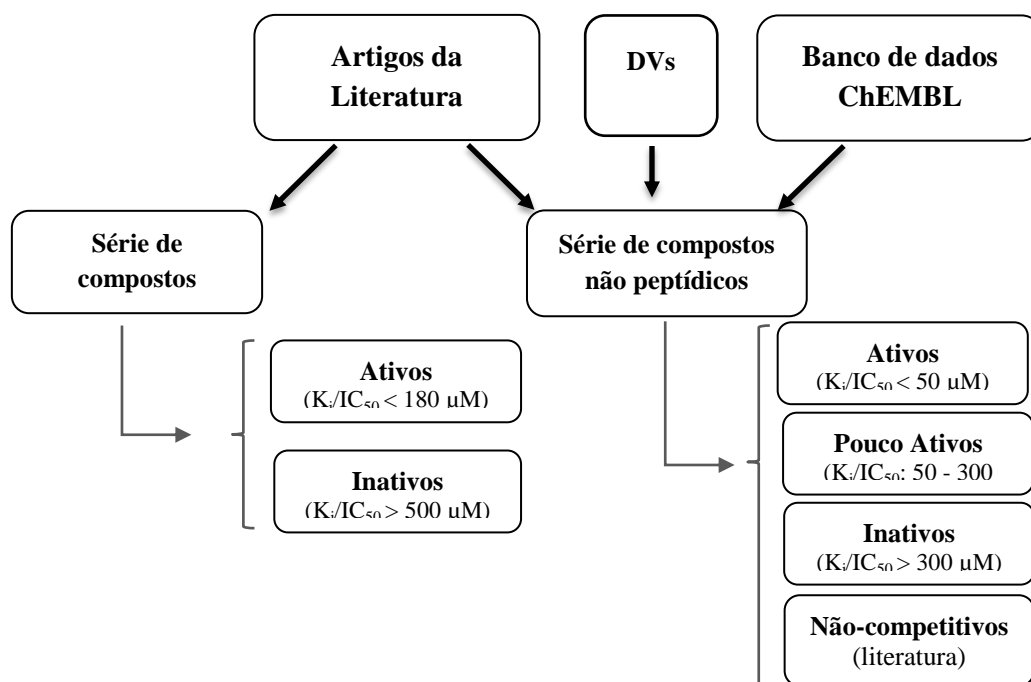 Artigos da
Literatura
DVs
Banco de dados
ChEMBL
Série de
compostos
Série de compostos
não peptídicos
Ativos
(Ki/IC50 < 180 µM)
Inativos
(Ki/IC50 > 500 µM)
Ativos
(Ki/IC50 < 50 µM)
Pouco Ativos
(Ki/IC50: 50 - 300
Inativos
(Ki/IC50 > 300 µM)
Não-competitivos
(literatura)